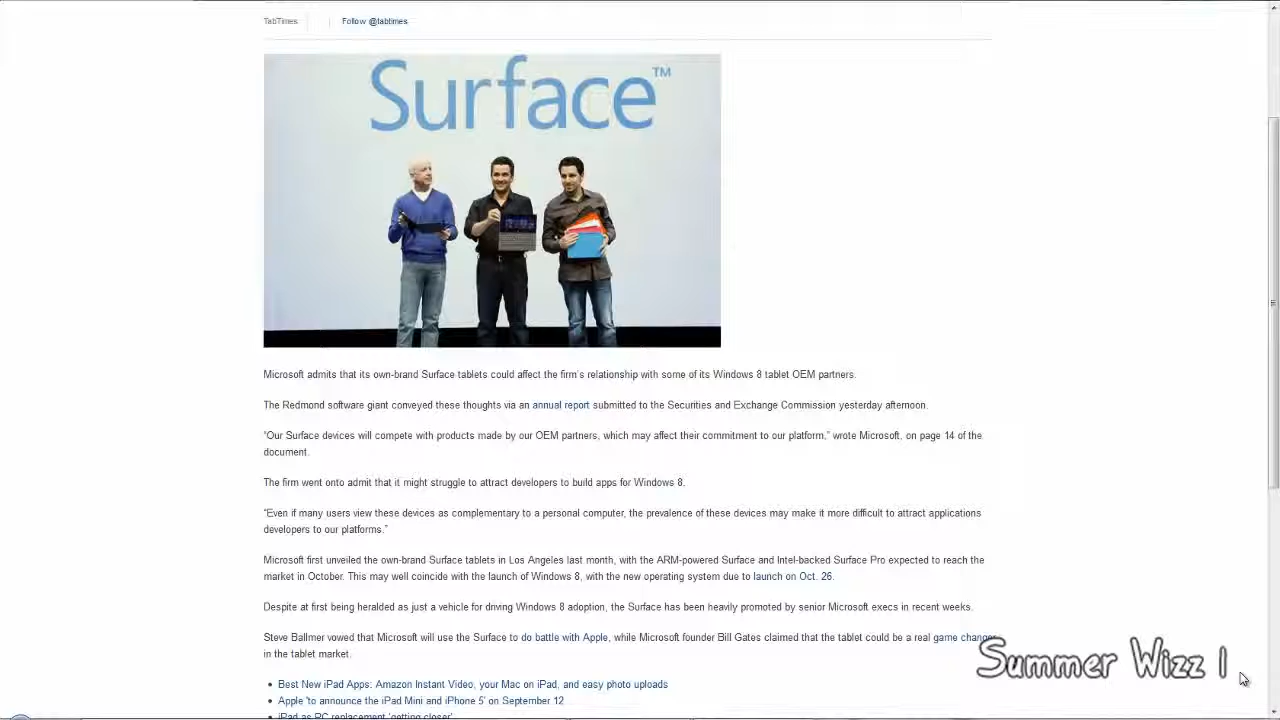 TabTimes
Follow @tabtimes
Surface™
Microsoft admits that its own-brand Surface tablets could affect the firm's relationship with some of its Windows 8 tablet OEM partners.
The Redmond software giant conveyed these thoughts via an annual report submitted to the Securities and Exchange Commission yesterday afternoon.
“Our Surface devices will compete with products made by our OEM partners, which may affect their commitment to our platform,” wrote Microsoft, on page 14 of the
document.
The firm went onto admit that it might struggle to attract developers to build apps for Windows 8.
“Even if many users view these devices as complementary to a personal computer, the prevalence of these devices may make it more difficult to attract applications
developers to our platforms.”
Microsoft first unveiled the own-brand Surface tablets in Los Angeles last month, with the ARM-powered Surface and Intel-backed Surface Pro expected to reach the
market in October. This may well coincide with the launch of Windows 8, with the new operating system due to launch on Oct. 26.
Despite at first being heralded as just a vehicle for driving Windows 8 adoption, the Surface has been heavily promoted by senior Microsoft execs in recent weeks.
Steve Ballmer vowed that Microsoft will use the Surface to do battle with Apple, while Microsoft founder Bill Gates claimed that the tablet could be a real game changer
in the tablet market.
• Best New iPad Apps: Amazon Instant Video, your Mac on iPad, and easy photo uploads
• Apple 'to announce the iPad Mini and iPhone 5' on September 12
• iPad as PC replacement 'getting closer'
Summer Wizz 1